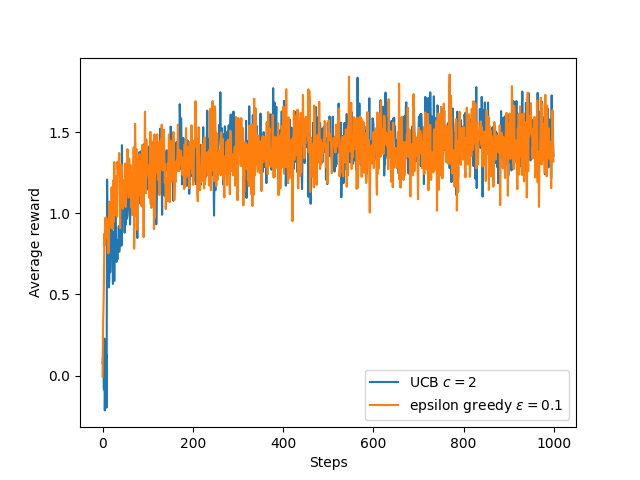 1.5
1.0
0.5
0.0
Average reward
0 200 400 600 800 1000
Steps
UCB c = 2
epsilon greedy ε = 0.1